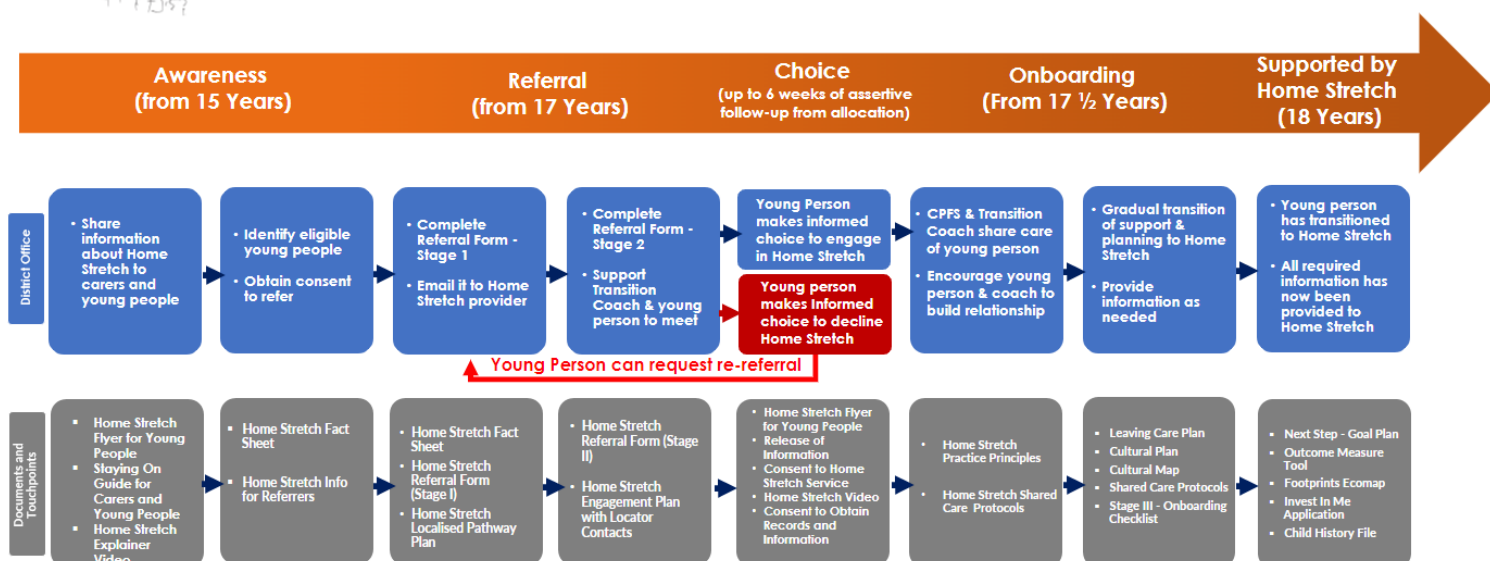 Awareness
(from 15 Years)
Referral
(from 17 Years)
Choice
(up to 6 weeks of assertive
follow-up from allocation)
Onboarding
(From 17 ½ Years)
Supported by
Home Stretch
(18 Years)
District Office
• Share
information
about Home
Stretch to
carers and
young people
• Identify eligible
young people
• Obtain consent
to refer
• Complete
Referral Form -
Stage 1
• Email it to Home
Stretch provider
• Complete
Referral Form -
Stage 2
• Support
Transition
Coach & young
person to meet
Young Person
makes informed
choice to engage
in Home Stretch
Young person
makes Informed
choice to decline
Home Stretch
• CPFS & Transition
Coach share care
of young person
• Encourage young
person & coach to
build relationship
• Gradual transition
of support &
planning to Home
Stretch
• Provide
information as
needed
• Young person
has transitioned
to Home Stretch
• All required
information has
now been
provided to
Home Stretch
Young Person can request re-referral
Documents and
Touchpoints
▪ Home Stretch
Flyer for Young
People
▪ Staying On
Guide for
Carers and
Young People
▪ Home Stretch
Explainer
Video
▪ Home Stretch Fact
Sheet
▪ Home Stretch Info
for Referrers
• Home Stretch Fact
Sheet
• Home Stretch
Referral Form
(Stage I)
• Home Stretch
Localised Pathway
Plan
• Home Stretch
Referral Form (Stage
II)
• Home Stretch
Engagement Plan
with Locator
Contacts
• Home Stretch Flyer
for Young People
• Release of
Information
• Consent to Home
Stretch Service
• Home Stretch Video
• Consent to Obtain
Records and
Information
• Home Stretch
Practice Principles
• Home Stretch Shared
Care Protocols
▪ Leaving Care Plan
▪ Cultural Plan
▪ Cultural Map
▪ Shared Care Protocols
▪ Stage III - Onboarding
Checklist
▪ Next Step - Goal Plan
▪ Outcome Measure
Tool
▪ Footprints Ecomap
▪ Invest In Me
Application
▪ Child History File